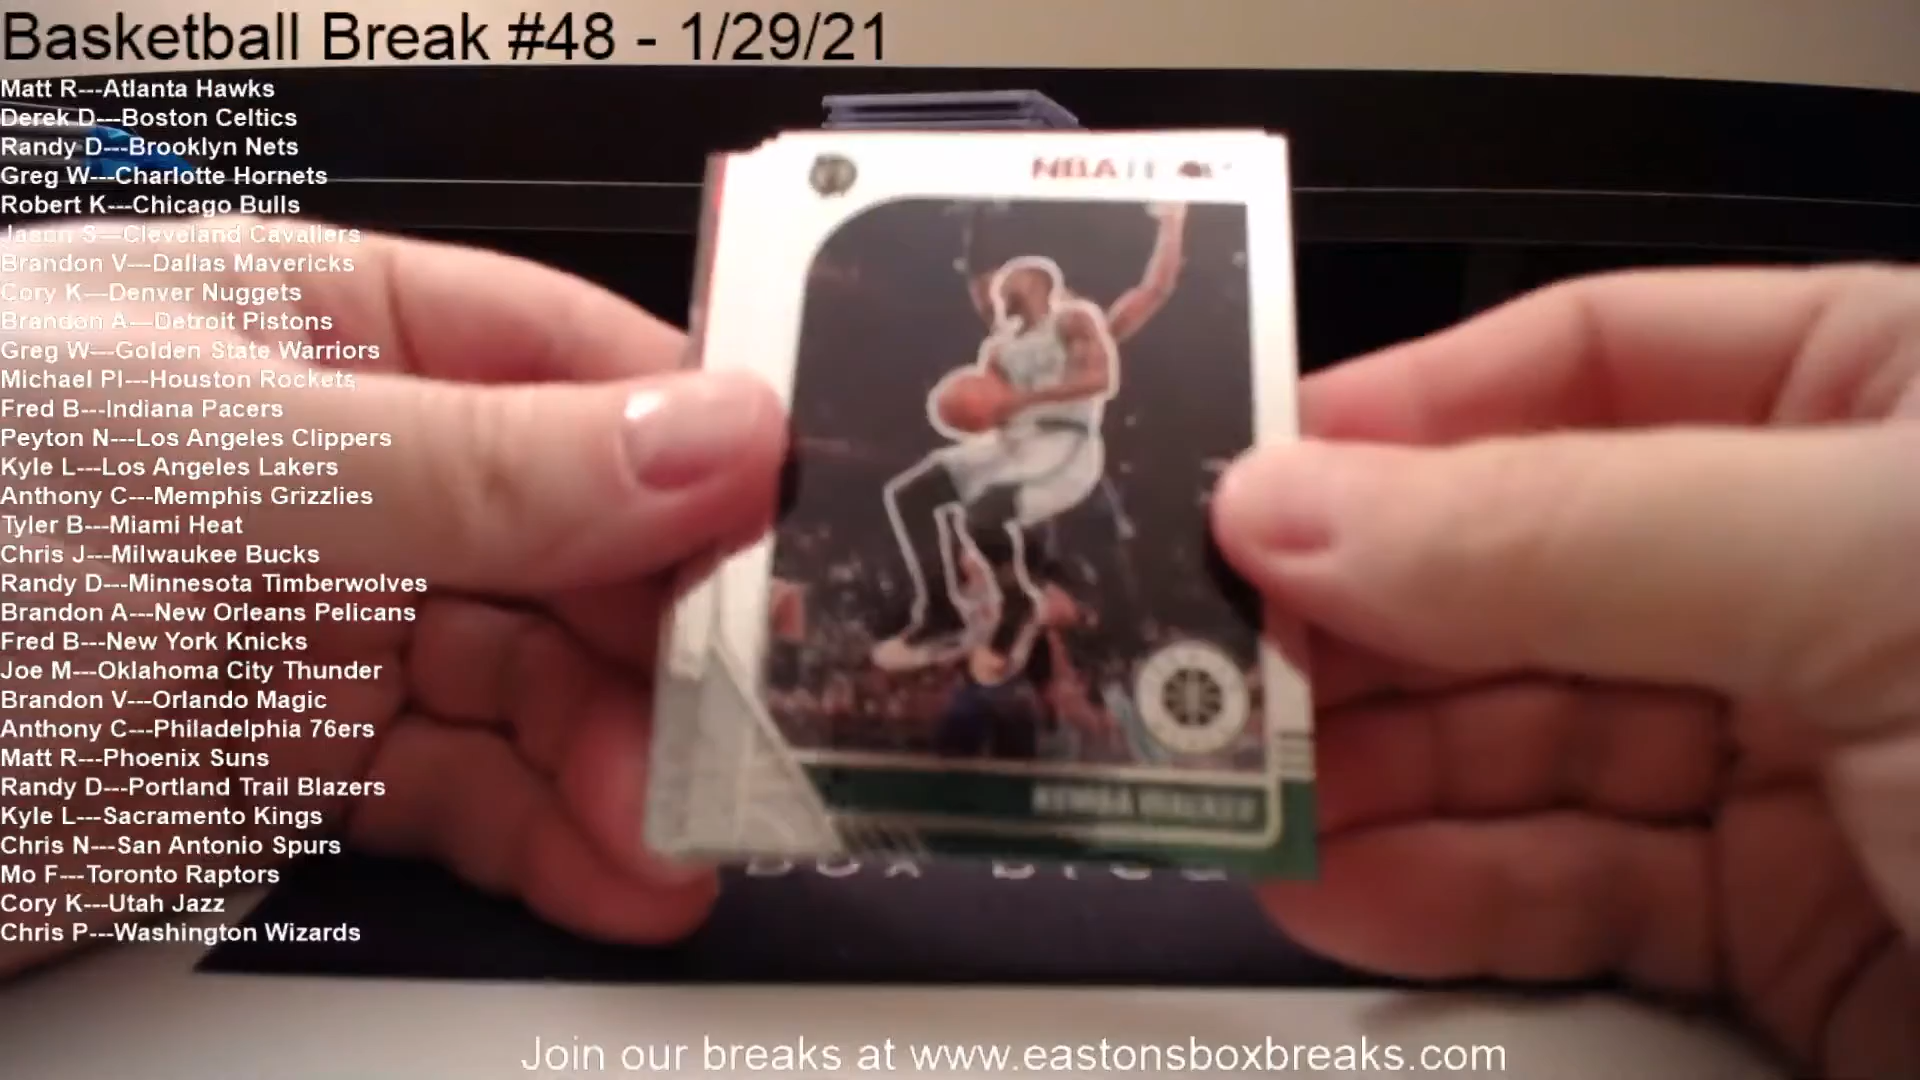 Basketball Break #48 - 1/29/21
Matt R---Atlanta Hawks
Derek D---Boston Celtics
Randy D---Brooklyn Nets
Greg W---Charlotte Hornets
Robert K---Chicago Bulls
Jason S---Cleveland Cavaliers
Brandon V---Dallas Mavericks
Cory K---Denver Nuggets
Brandon A---Detroit Pistons
Greg W---Golden State Warriors
Michael Pl---Houston Rockets
Fred B---Indiana Pacers
Peyton N---Los Angeles Clippers
Kyle L---Los Angeles Lakers
Anthony C---Memphis Grizzlies
Tyler B---Miami Heat
Chris J---Milwaukee Bucks
Randy D---Minnesota Timberwolves
Brandon A---New Orleans Pelicans
Fred B---New York Knicks
Joe M---Oklahoma City Thunder
Brandon V---Orlando Magic
Anthony C---Philadelphia 76ers
Matt R---Phoenix Suns
Randy D---Portland Trail Blazers
Kyle L---Sacramento Kings
Chris N---San Antonio Spurs
Mo F---Toronto Raptors
Cory K---Utah Jazz
Chris P---Washington Wizards
NBA
KEMBA WALKER
Join our breaks at www.eastonsboxbreaks.com